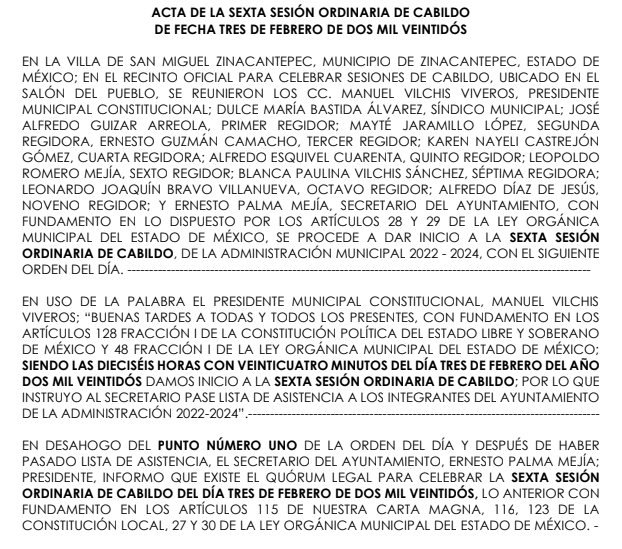 ACTA DE LA SEXTA SESIÓN ORDINARIA DE CABILDO
DE FECHA TRES DE FEBRERO DE DOS MIL VEINTIDÓS
EN LA VILLA DE SAN MIGUEL ZINACANTEPEC, MUNICIPIO DE ZINACANTEPEC, ESTADO DE
MÉXICO; EN EL RECINTO OFICIAL PARA CELEBRAR SESIONES DE CABILDO, UBICADO EN EL
SALÓN DEL PUEBLO, SE REUNIERON LOS CC. MANUEL VILCHIS VIVEROS, PRESIDENTE
MUNICIPAL CONSTITUCIONAL; DULCE MARÍA BASTIDA ÁLVAREZ, SÍNDICO MUNICIPAL; JOSÉ
ALFREDO GUIZAR ARREOLA, PRIMER REGIDOR; MAYTÉ JARAMILLO LÓPEZ, SEGUNDA
REGIDORA, ERNESTO GUZMÁN CAMACHO, TERCER REGIDOR; KAREN NAYELI CASTREJÓN
GÓMEZ, CUARTA REGIDORA; ALFREDO ESQUIVEL CUARENTA, QUINTO REGIDOR; LEOPOLDO
ROMERO MEJÍA, SEXTO REGIDOR; BLANCA PAULINA VILCHIS SÁNCHEZ, SÉPTIMA REGIDORA;
LEONARDO JOAQUÍN BRAVO VILLANUEVA, OCTAVO REGIDOR; ALFREDO DÍAZ DE JESÚS,
NOVENO REGIDOR; Y ERNESTO PALMA MEJÍA, SECRETARIO DEL AYUNTAMIENTO, CON
FUNDAMENTO EN LO DISPUESTO POR LOS ARTÍCULOS 28 Y 29 DE LA LEY ORGÁNICA
MUNICIPAL DEL ESTADO DE MÉXICO, SE PROCEDE A DAR INICIO A LA SEXTA SESIÓN
ORDINARIA DE CABILDO, DE LA ADMINISTRACIÓN MUNICIPAL 2022 - 2024, CON EL SIGUIENTE
ORDEN DEL DÍA. ---------------------------------------------------------------------------------------------------------
EN USO DE LA PALABRA EL PRESIDENTE MUNICIPAL CONSTITUCIONAL, MANUEL VILCHIS
VIVEROS; “BUENAS TARDES A TODAS Y TODOS LOS PRESENTES, CON FUNDAMENTO EN LOS
ARTÍCULOS 128 FRACCIÓN I DE LA CONSTITUCIÓN POLÍTICA DEL ESTADO LIBRE Y SOBERANO
DE MÉXICO Y 48 FRACCIÓN I DE LA LEY ORGÁNICA MUNICIPAL DEL ESTADO DE MÉXICO;
SIENDO LAS DIECISÉIS HORAS CON VEINTICUATRO MINUTOS DEL DÍA TRES DE FEBRERO DEL AÑO
DOS MIL VEINTIDÓS DAMOS INICIO A LA SEXTA SESIÓN ORDINARIA DE CABILDO; POR LO QUE
INSTRUYO AL SECRETARIO PASE LISTA DE ASISTENCIA A LOS INTEGRANTES DEL AYUNTAMIENTO
DE LA ADMINISTRACIÓN 2022-2024”.--------------------------------------------------------------------------------
EN DESAHOGO DEL PUNTO NÚMERO UNO DE LA ORDEN DEL DÍA Y DESPUÉS DE HABER
PASADO LISTA DE ASISTENCIA, EL SECRETARIO DEL AYUNTAMIENTO, ERNESTO PALMA MEJÍA;
PRESIDENTE, INFORMO QUE EXISTE EL QUÓRUM LEGAL PARA CELEBRAR LA SEXTA SESIÓN
ORDINARIA DE CABILDO DEL DÍA TRES DE FEBRERO DE DOS MIL VEINTIDÓS, LO ANTERIOR CON
FUNDAMENTO EN LOS ARTÍCULOS 115 DE NUESTRA CARTA MAGNA, 116, 123 DE LA
CONSTITUCIÓN LOCAL, 27 Y 30 DE LA LEY ORGÁNICA MUNICIPAL DEL ESTADO DE MÉXICO. -